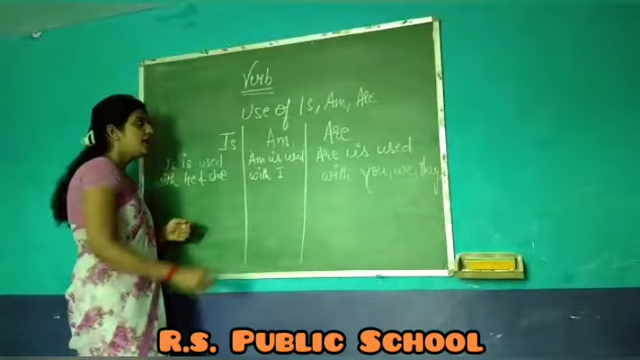 Verb
Use of Is, Am, Are
Is
Is is used
with he & she
Am
Am is used
with I
Are
Are is used
with you, we, they
R.S. Public School